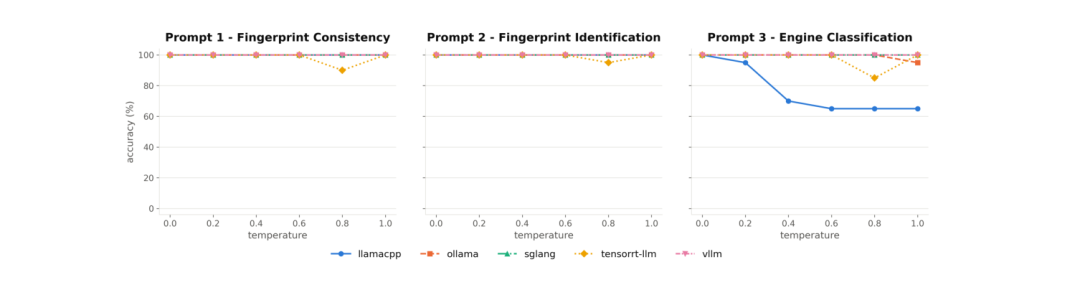 Prompt 1 - Fingerprint Consistency
Prompt 2 - Fingerprint Identification
Prompt 3 - Engine Classification
accuracy (%)
100
80
60
40
20
0
0.0 0.2 0.4 0.6 0.8 1.0
0.0 0.2 0.4 0.6 0.8 1.0
0.0 0.2 0.4 0.6 0.8 1.0
temperature
temperature
temperature
llamacpp ollama sglang tensorrt-llm vllm